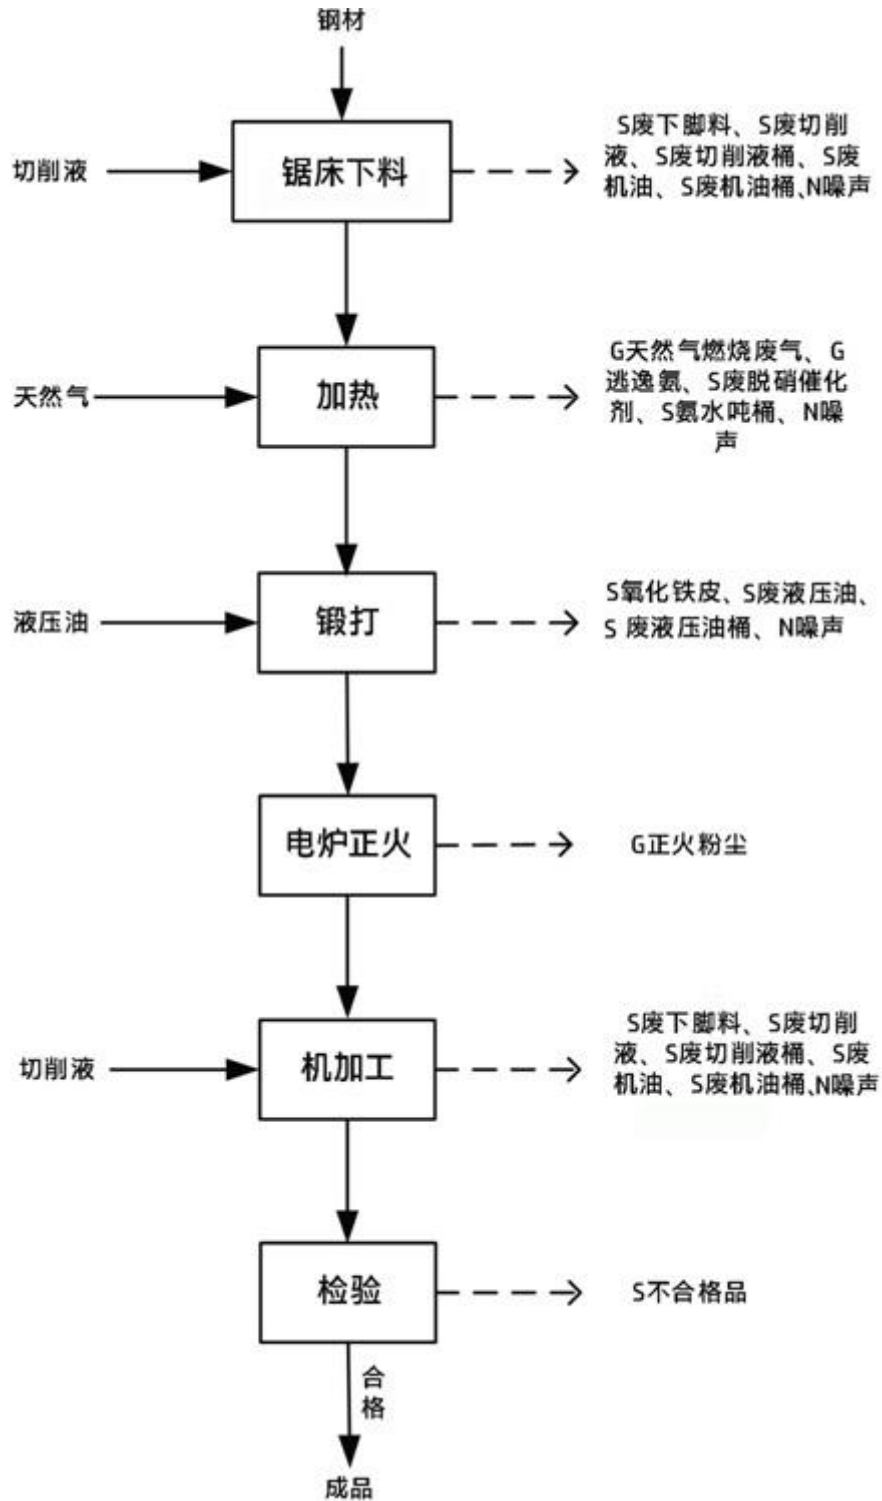 钢材
切削液
锯床下料
S废下脚料、S废切削
液、S废切削液桶、S废
机油、S废机油桶、N噪声
天然气
加热
G天然气燃烧废气、G
逃逸氨、S废脱硝催化
剂、S氨水吨桶、N噪
声
液压油
锻打
S氧化铁皮、S废液压油、
S 废液压油桶、N噪声
电炉正火
G正火粉尘
切削液
机加工
S废下脚料、S废切削
液、S废切削液桶、S废
机油、S废机油桶、N噪声
检验
S不合格品
合
格
成品